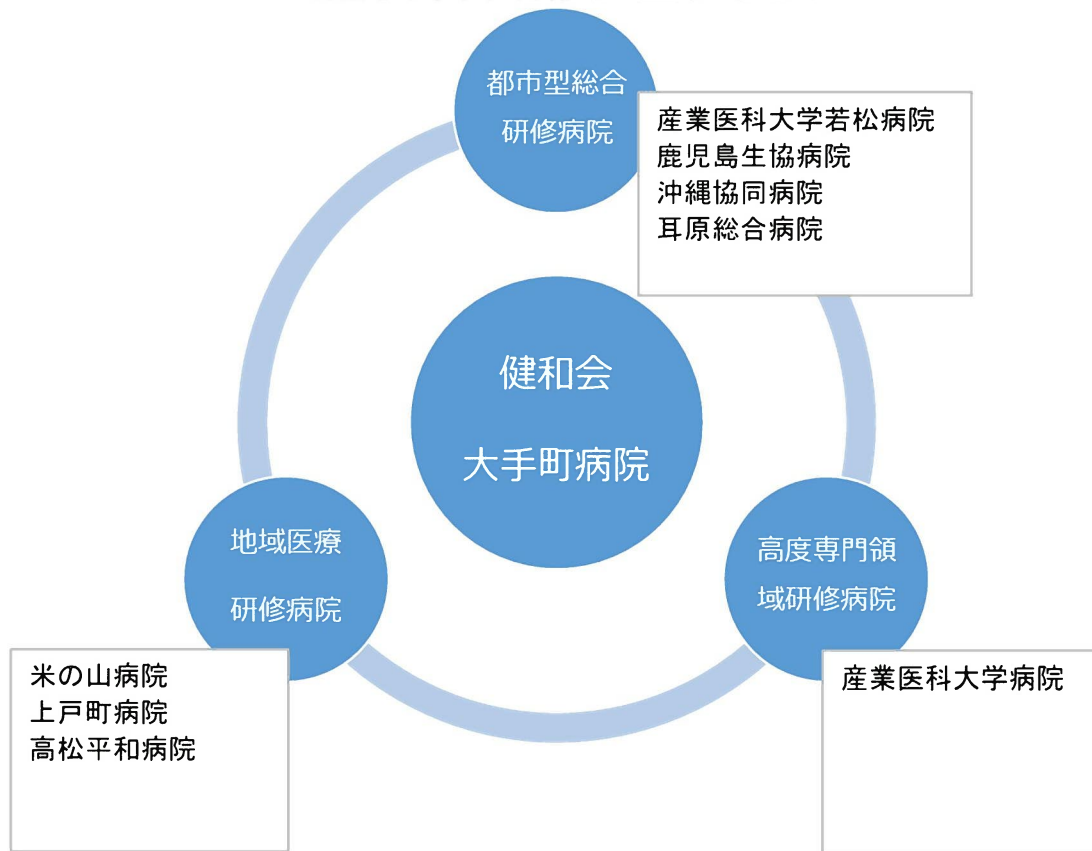 都市型総合
研修病院
産業医科大学若松病院
鹿児島生協病院
沖縄協同病院
耳原総合病院
健和会
大手町病院
地域医療
研修病院
高度専門領
域研修病院
米の山病院
上戸町病院
高松平和病院
産業医科大学病院